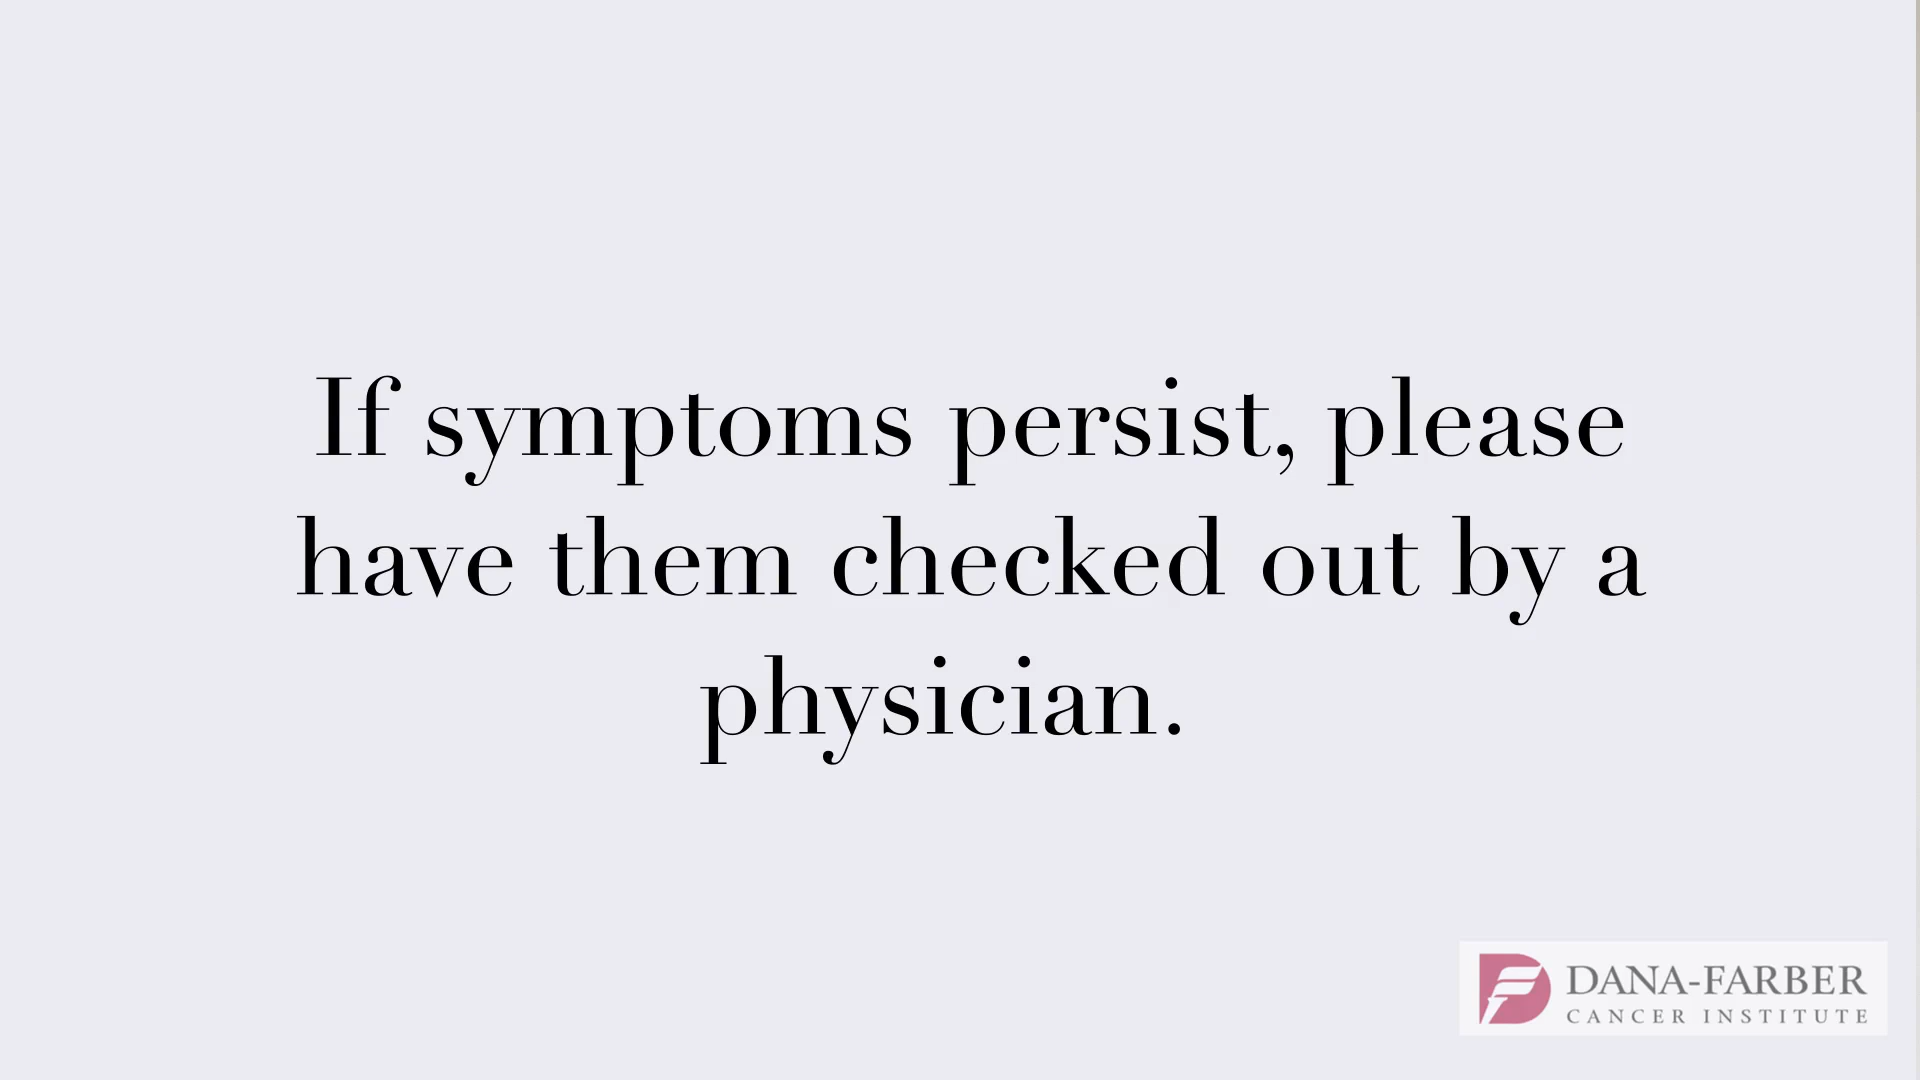 If symptoms persist, please
have them checked out by a
physician.
DANA-FARBER
CANCER INSTITUTE